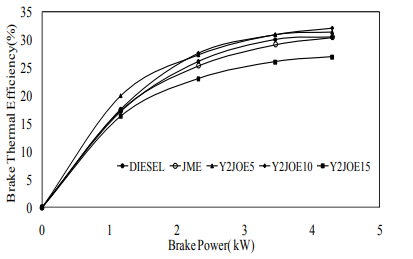 35
30
25
20
15
10
5
0
Brake Thermal Efficiency(%)
DIESEL JME Y2JOE5 Y2JOE10 Y2JOE15
0 1 2 3 4 5
Brake Power( kW)